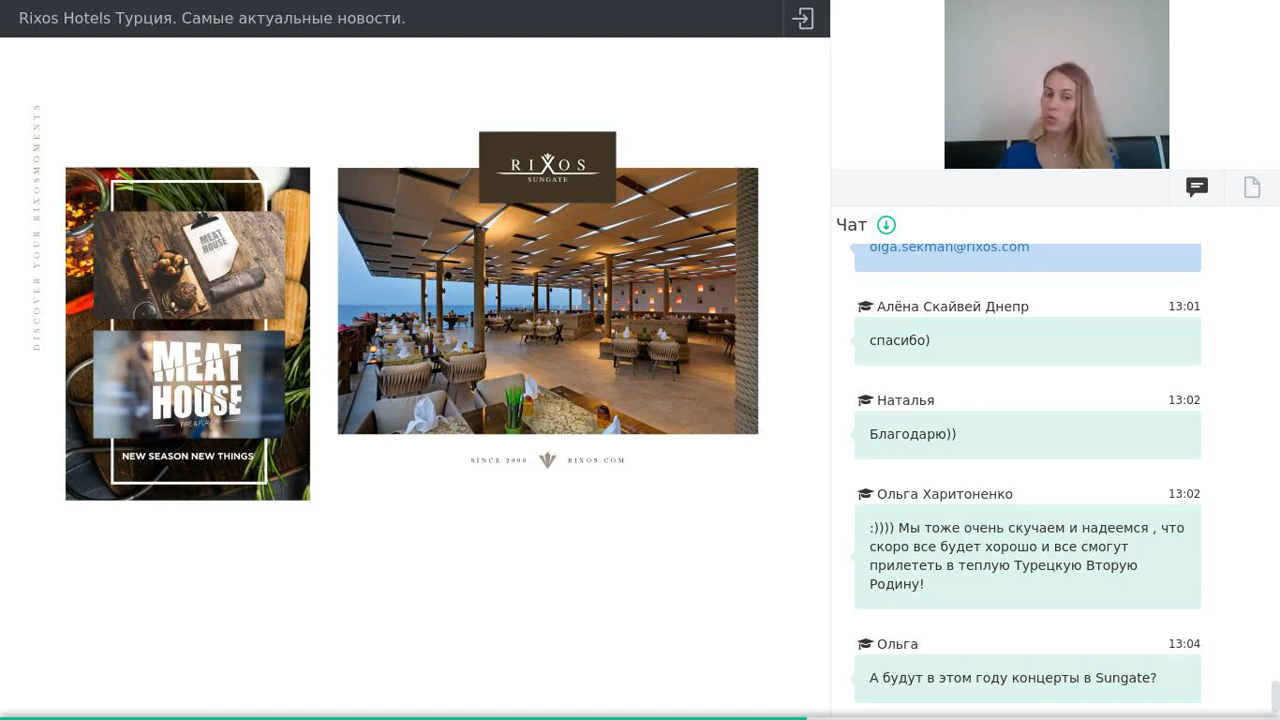 Rixos Hotels Турция. Самые актуальные новости.
DISCOVER YOUR RIXOSMOMENTS
MEAT
HOUSE
MEAT
HOUSE
FIRE & FLAVOR
NEW SEASON NEW THINGS
RIXOS
SUNGATE
SINCE 2000 RIXOS.COM
Чат
olga.sekman@rixos.com
Алёна Скайвей Днепр 13:01
спасибо)
Наталья 13:02
Благодарю))
Ольга Харитоненко 13:02
:)))) Мы тоже очень скучаем и надеемся , что
скоро все будет хорошо и все смогут
прилететь в теплую Турецкую Вторую
Родину!
Ольга 13:04
А будут в этом году концерты в Sungate?